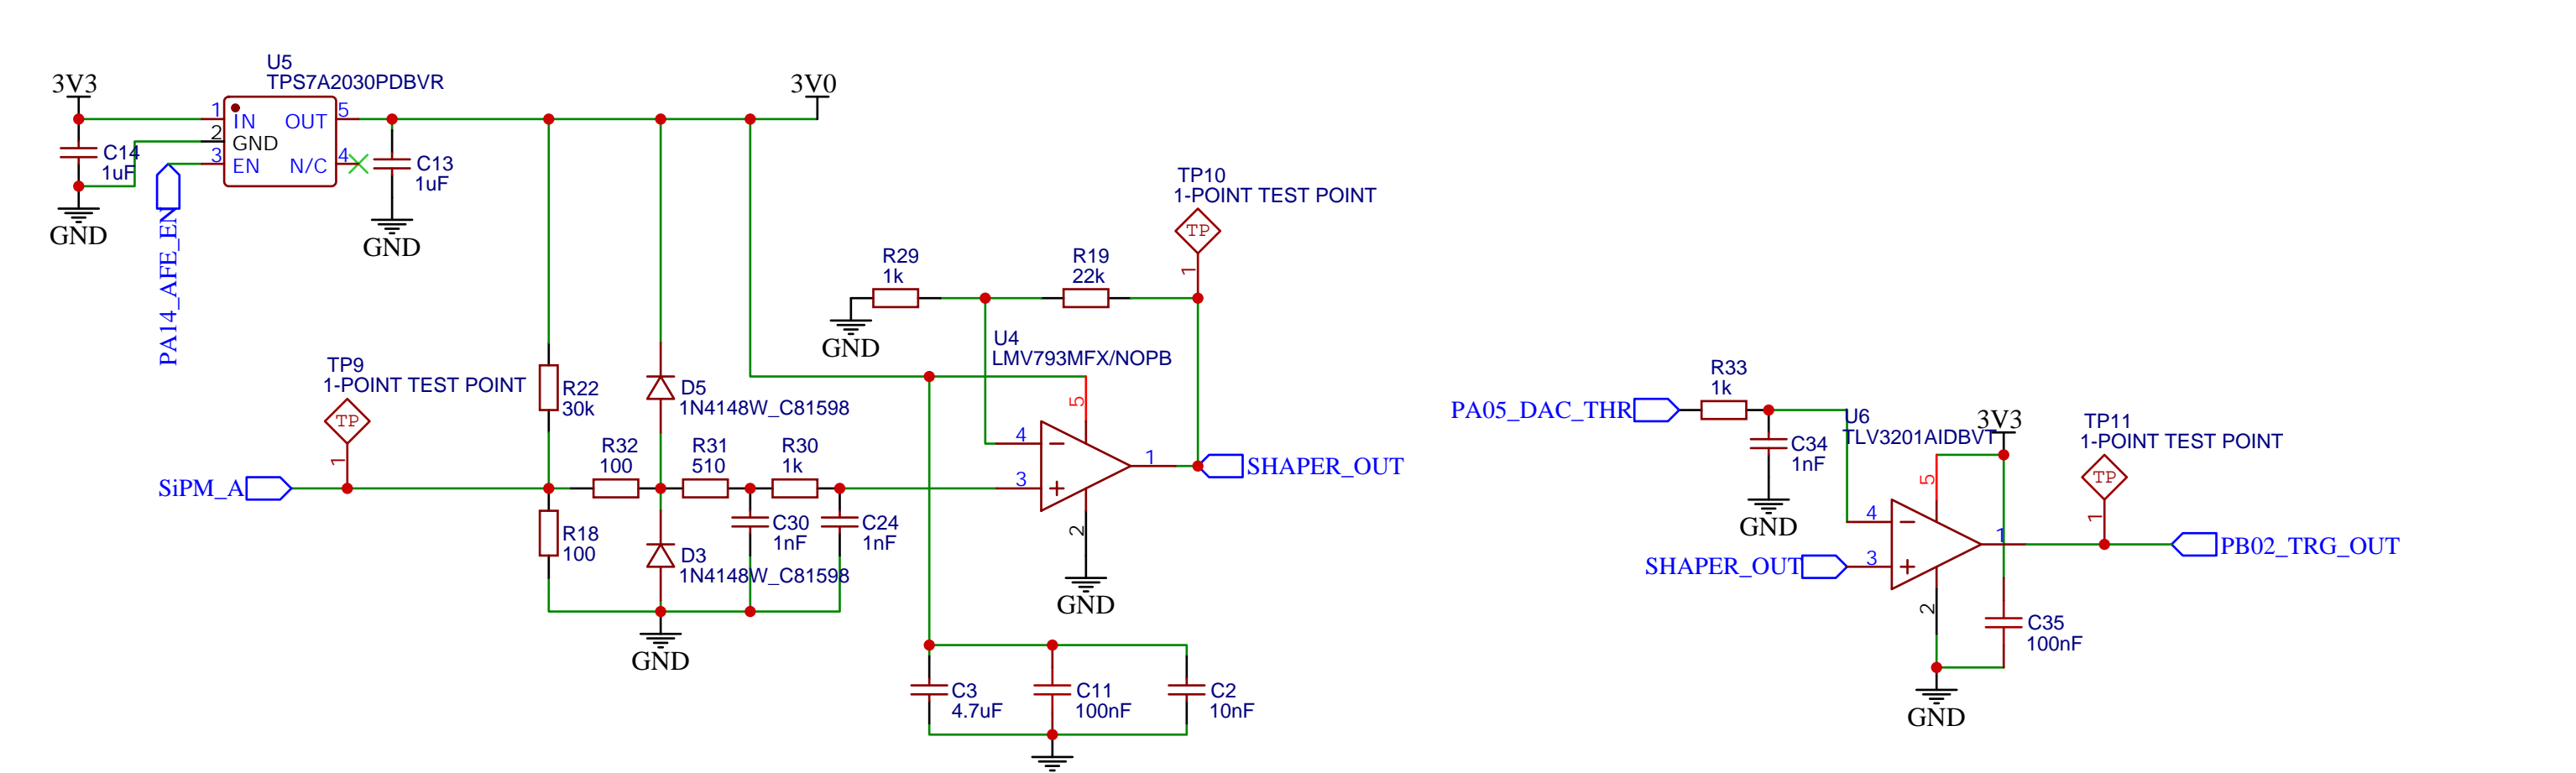 U5
TPS7A2030PDBVR
3V3
1
IN
OUT
5
2
GND
3
EN
N/C
4
C14
1uF
GND
PA14_AFE_EN
C13
1uF
GND
3V0
TP9
1-POINT TEST POINT
TP
1
SiPM_A
R22
30k
R18
100
R32
100
D5
1N4148W_C81598
R31
510
R30
1k
D3
1N4148W_C81598
C30
1nF
C24
1nF
GND
R29
1k
GND
R19
22k
TP10
1-POINT TEST POINT
TP
1
U4
LMV793MFX/NOPB
5
4
3
1
2
GND
SHAPER_OUT
C3
4.7uF
C11
100nF
C2
10nF
PA05_DAC_THR
R33
1k
C34
1nF
GND
U6
TLV3201AIDBVT
3V3
5
4
3
1
2
SHAPER_OUT
GND
C35
100nF
TP11
1-POINT TEST POINT
TP
1
PB02_TRG_OUT